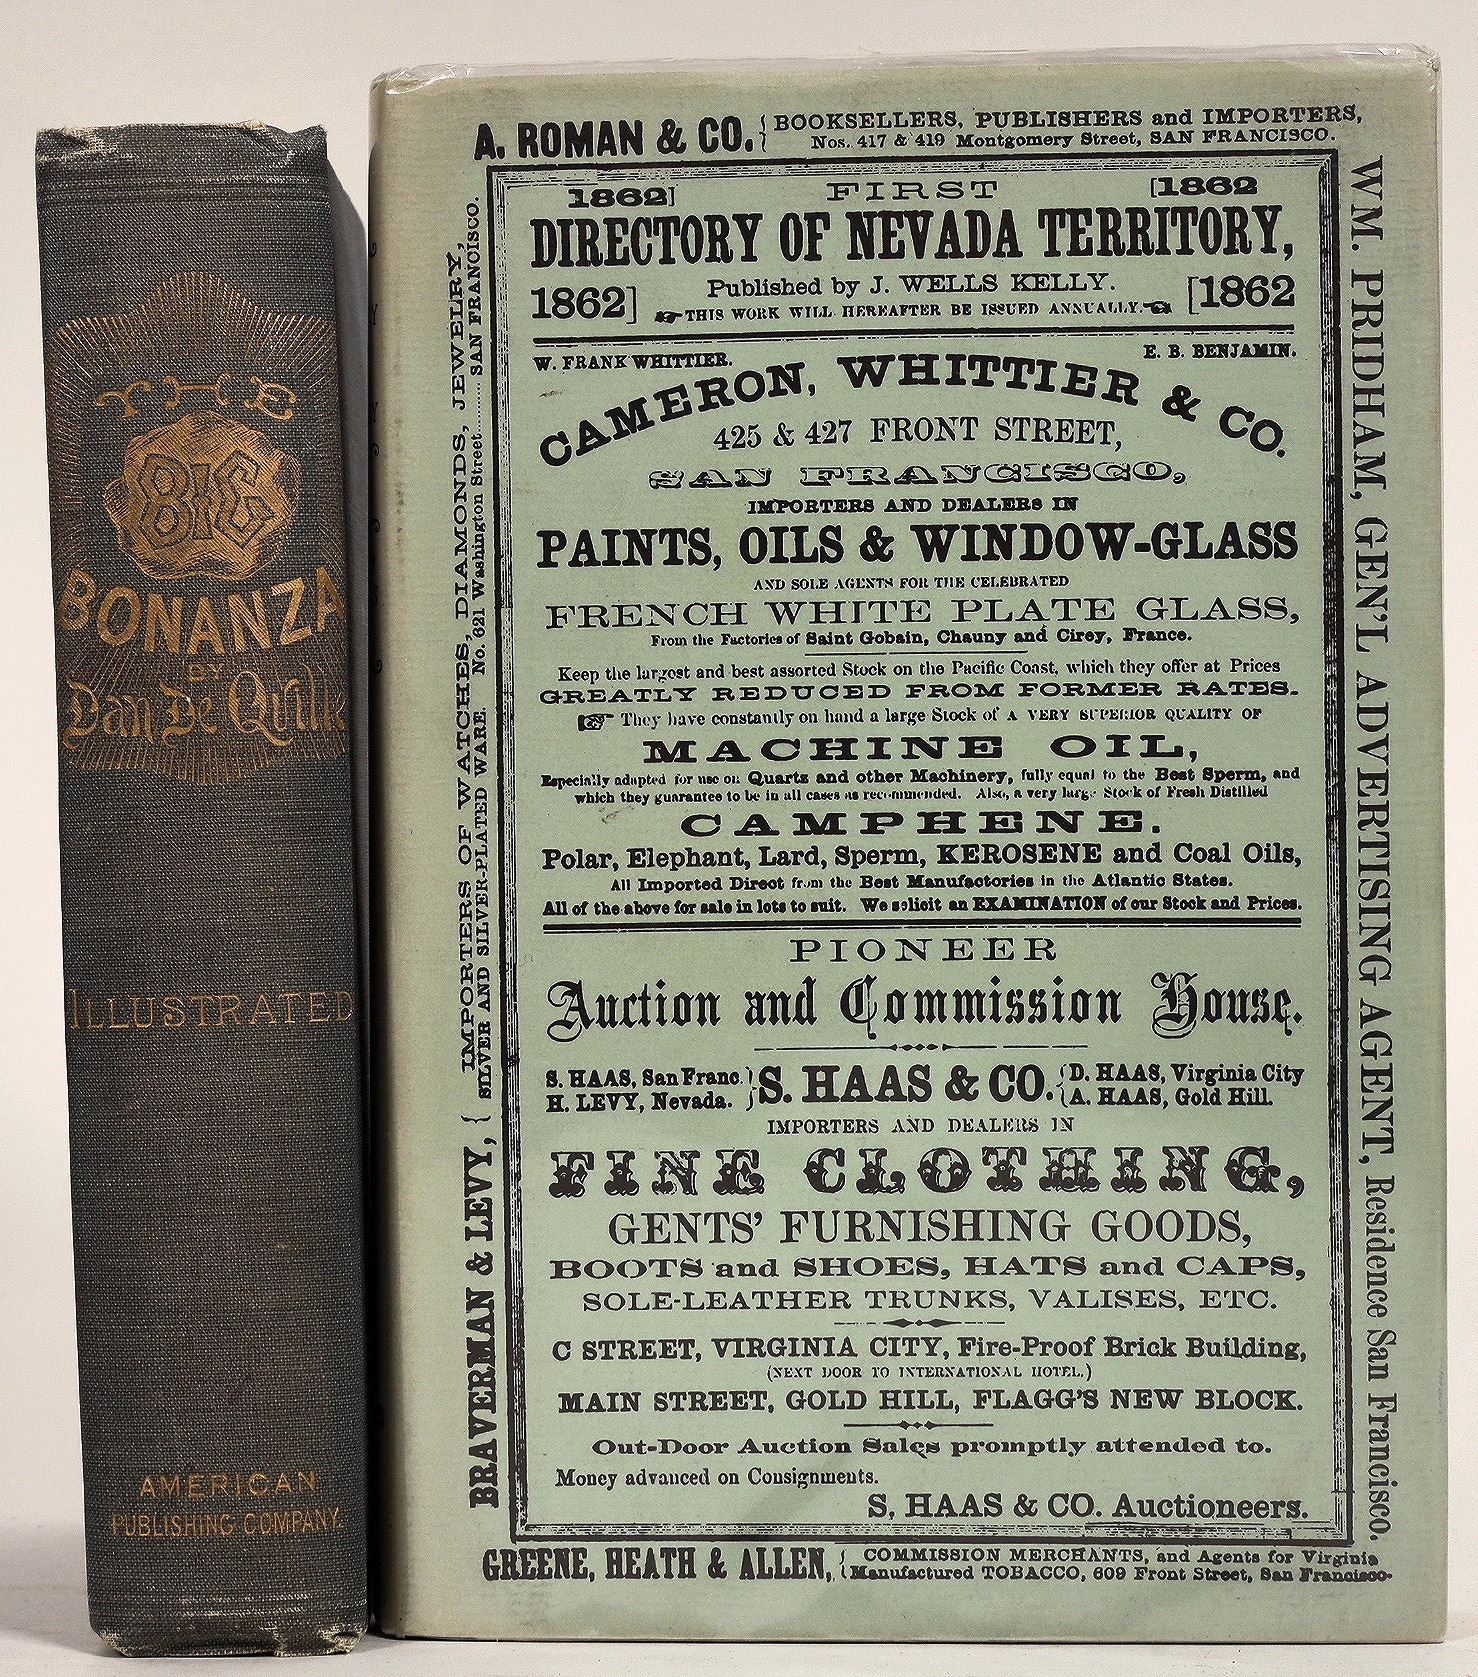 THE
BIG
BONANZA
BY
Dan De Quille
ILLUSTRATED
AMERICAN
PUBLISHING COMPANY.
A. ROMAN & CO. { BOOKSELLERS, PUBLISHERS and IMPORTERS,
Nos. 417 & 419 Montgomery Street, SAN FRANCISCO.
BRAVERMAN & LEVY, { IMPORTERS OF WATCHES, DIAMONDS, JEWELRY,
SILVER AND SILVER-PLATED WARE. No. 621 Washington Street......... SAN FRANCISCO.
1862] FIRST [1862
DIRECTORY OF NEVADA TERRITORY,
Published by J. WELLS KELLY.
1862] ☛THIS WORK WILL HEREAFTER BE ISSUED ANNUALLY.☚ [1862
W. FRANK WHITTIER. E. B. BENJAMIN.
CAMERON, WHITTIER & CO.
425 & 427 FRONT STREET,
SAN FRANCISCO,
IMPORTERS AND DEALERS IN
PAINTS, OILS & WINDOW-GLASS
AND SOLE AGENTS FOR THE CELEBRATED
FRENCH WHITE PLATE GLASS,
From the Factories of Saint Gobain, Chauny and Cirey, France.
Keep the largest and best assorted Stock on the Pacific Coast, which they offer at Prices
GREATLY REDUCED FROM FORMER RATES.
☞ They have constantly on hand a large Stock of A VERY SUPERIOR QUALITY OF
MACHINE OIL,
Especially adapted for use on Quartz and other Machinery, fully equal to the Best Sperm, and
which they guarantee to be in all cases as recommended. Also, a very large Stock of Fresh Distilled
CAMPHENE.
Polar, Elephant, Lard, Sperm, KEROSENE and Coal Oils,
All Imported Direct from the Best Manufactories in the Atlantic States.
All of the above for sale in lots to suit. We solicit an EXAMINATION of our Stock and Prices.
PIONEER
Auction and Commission House.
S. HAAS, San Franc. } S. HAAS & CO. { D. HAAS, Virginia City
H. LEVY, Nevada. A. HAAS, Gold Hill.
IMPORTERS AND DEALERS IN
FINE CLOTHING,
GENTS' FURNISHING GOODS,
BOOTS and SHOES, HATS and CAPS,
SOLE-LEATHER TRUNKS, VALISES, ETC.
C STREET, VIRGINIA CITY, Fire-Proof Brick Building,
(NEXT DOOR TO INTERNATIONAL HOTEL.)
MAIN STREET, GOLD HILL, FLAGG'S NEW BLOCK.
Out-Door Auction Sales promptly attended to.
Money advanced on Consignments.
S. HAAS & CO. Auctioneers.
WM. PRIDHAM, GEN'L ADVERTISING AGENT, Residence San Francisco.
GREENE, HEATH & ALLEN, { COMMISSION MERCHANTS, and Agents for Virginia
Manufactured TOBACCO, 609 Front Street, San Francisco.